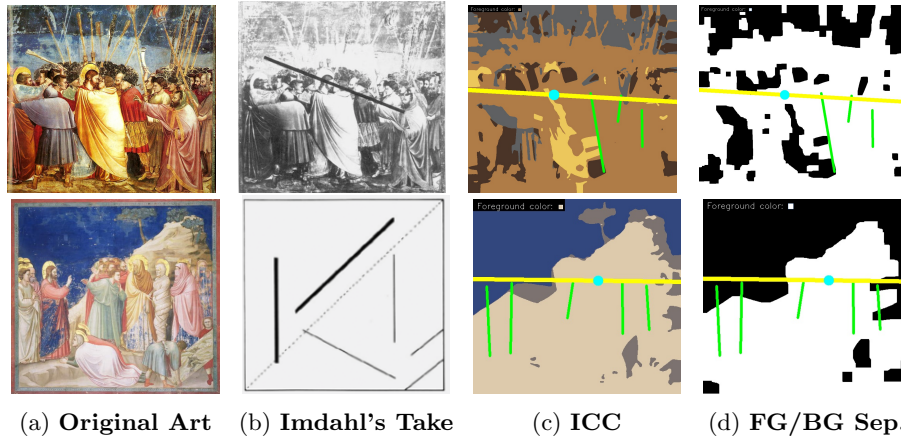 Foreground color:
Foreground color:
Foreground color:
Foreground color:
(a) Original Art
(b) Imdahl's Take
(c) ICC
(d) FG/BG Sep.